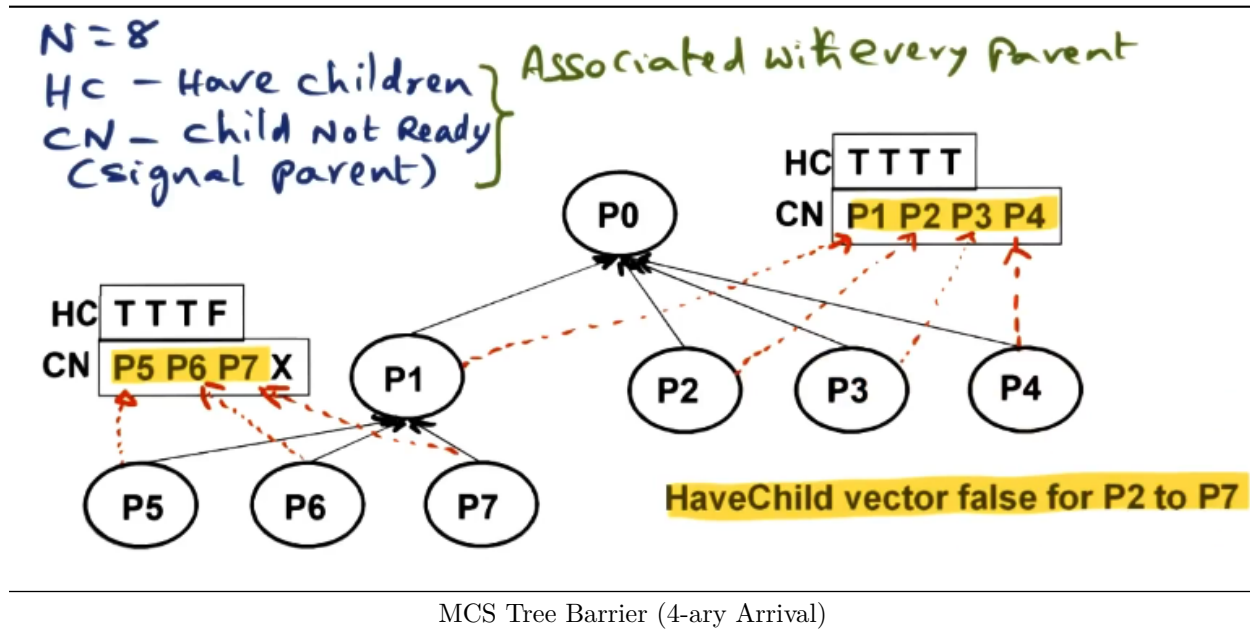 N = 8
HC - Have children
CN - Child Not Ready
(signal parent)
Associated with every parent
HC T T T T
CN P1 P2 P3 P4
P0
HC T T T F
CN P5 P6 P7 X
P1
P2
P3
P4
P5
P6
P7
HaveChild vector false for P2 to P7
MCS Tree Barrier (4-ary Arrival)